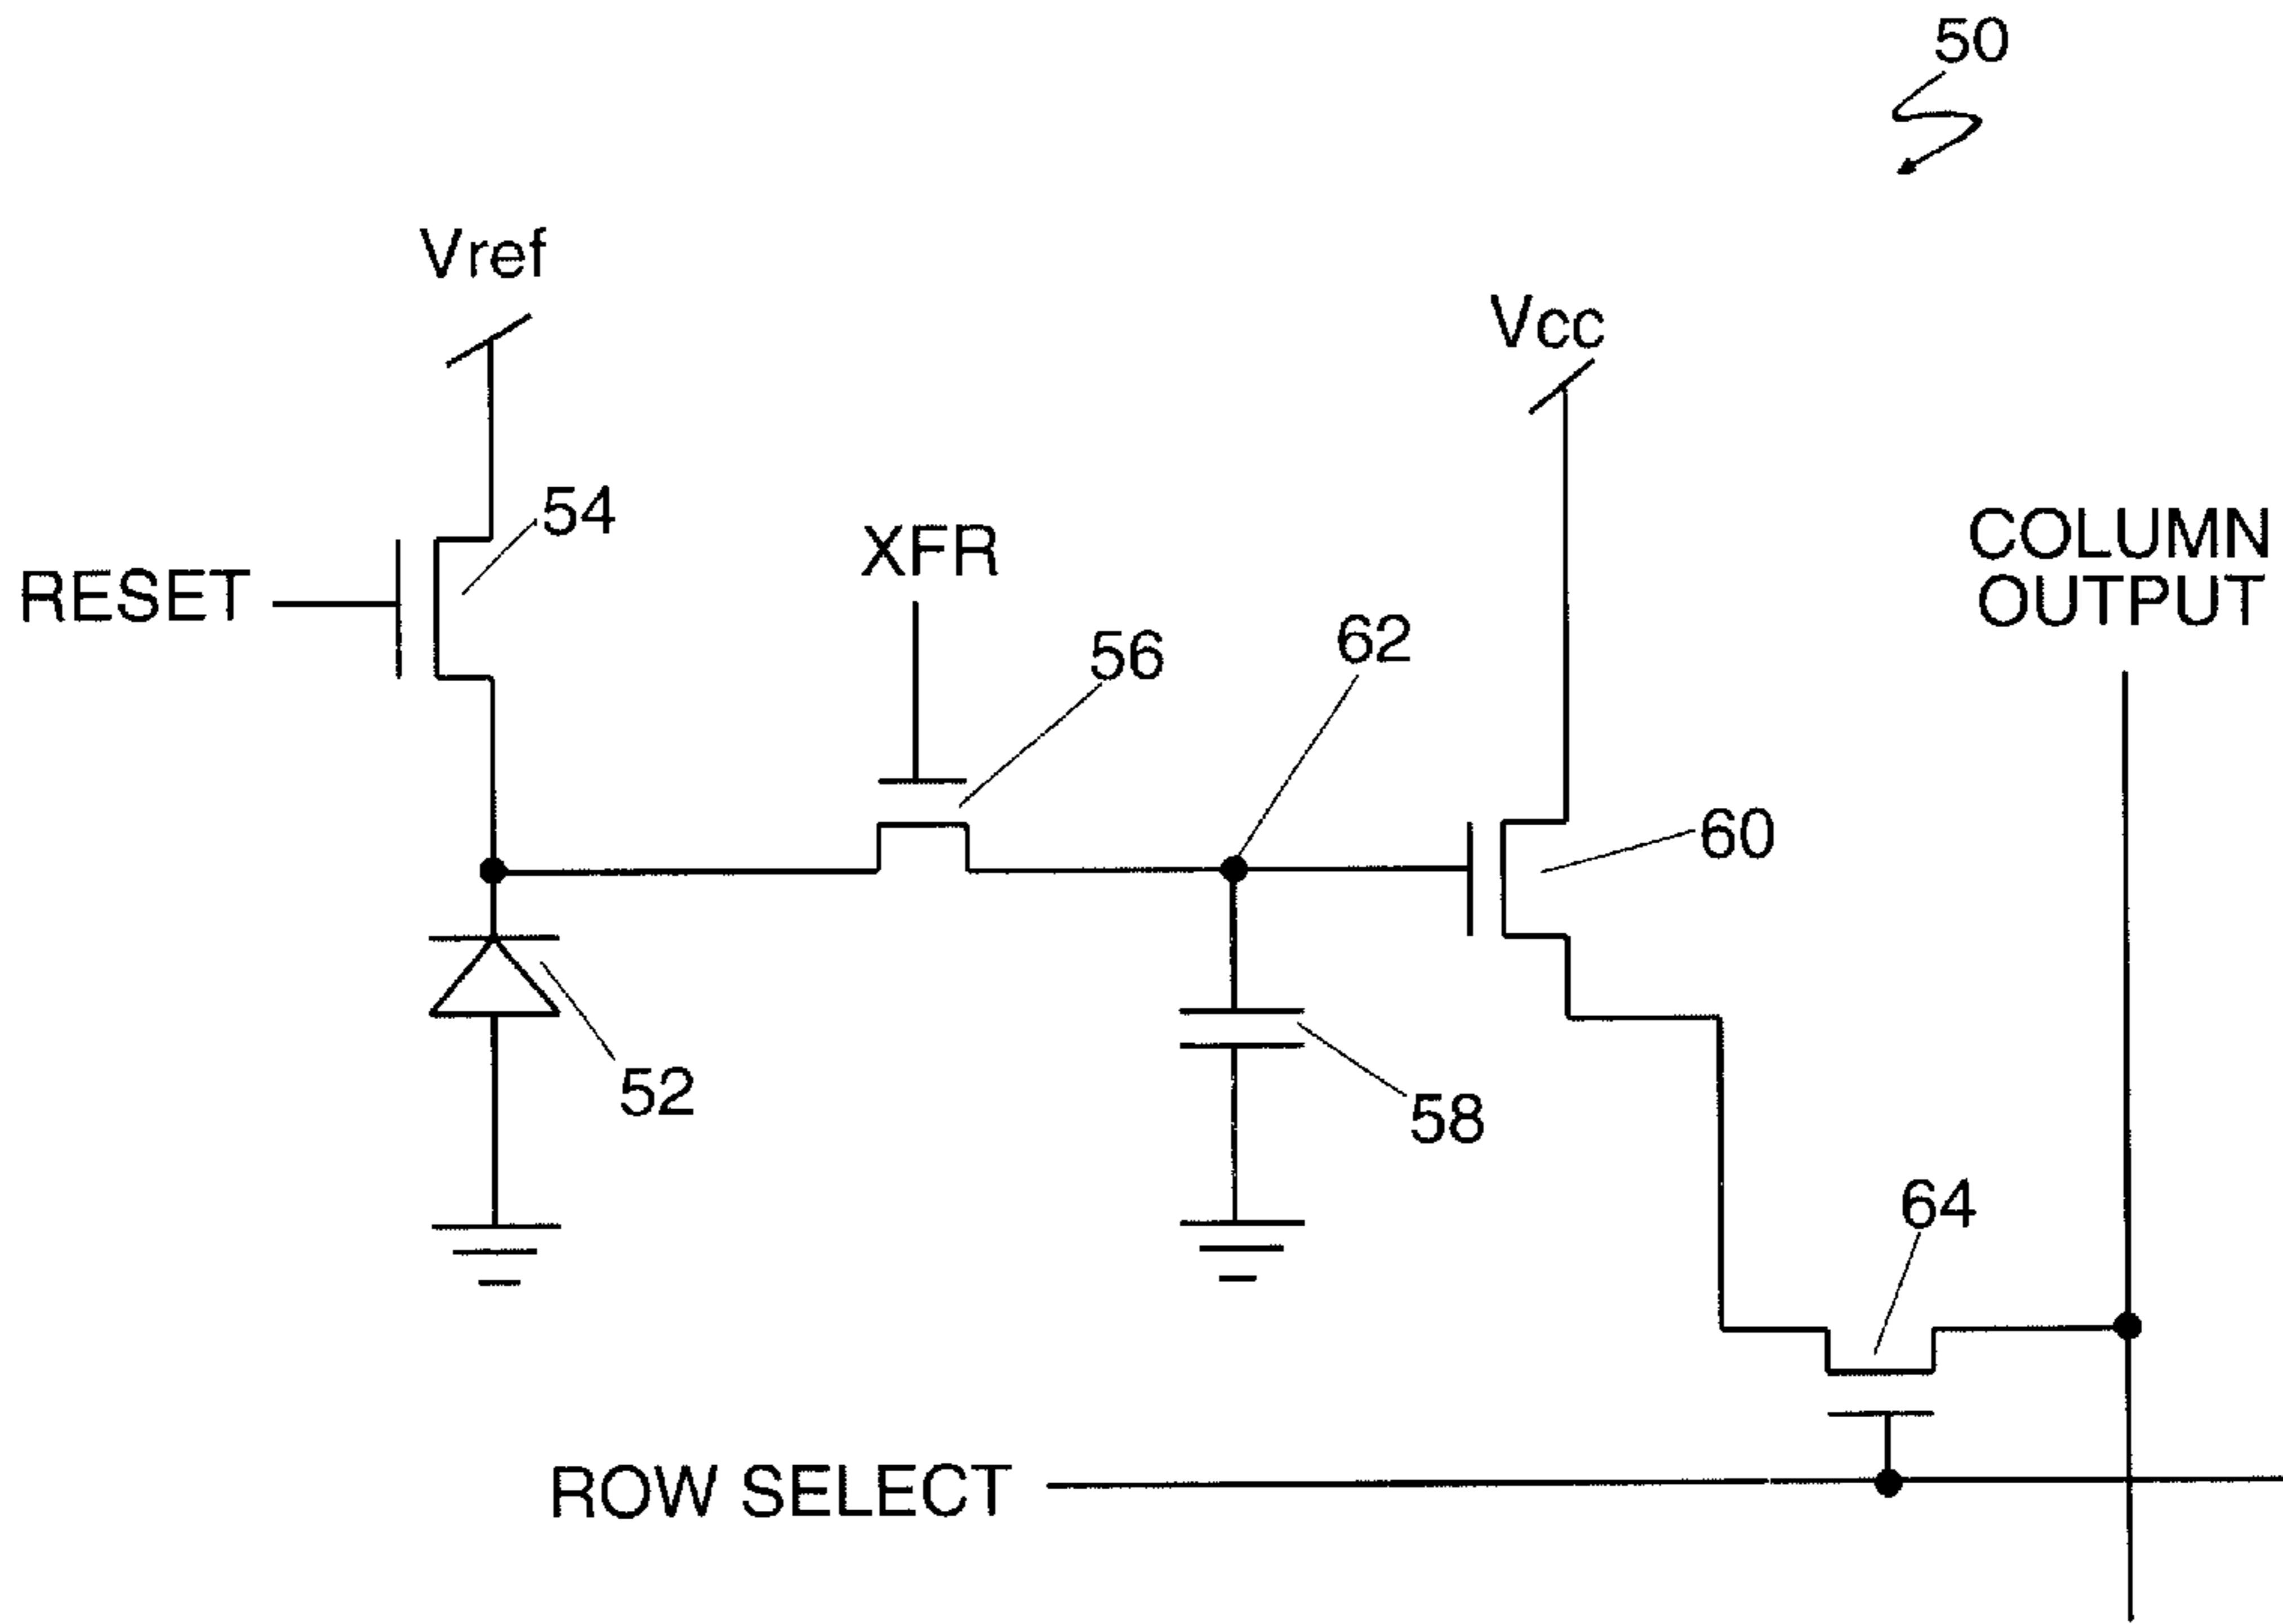 50
Vref
Vcc
54
COLUMN
OUTPUT
RESET
XFR
56
62
60
52
58
64
ROW SELECT